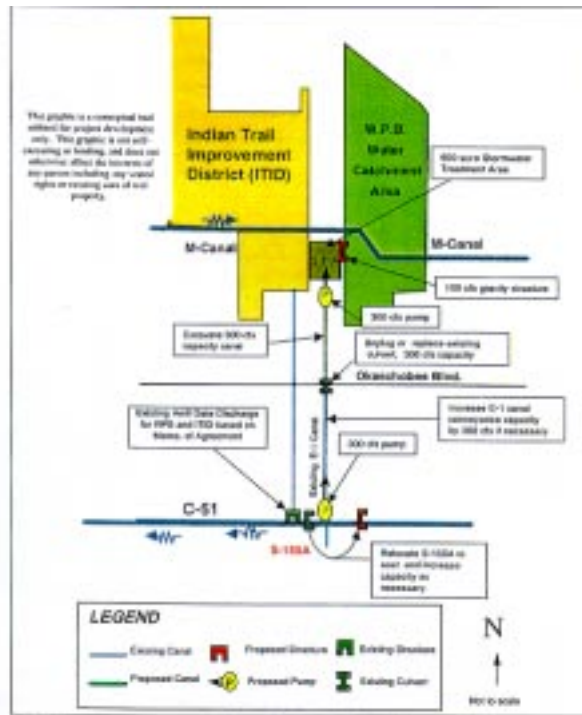 This graphic is a conceptual tool
utilized for project development
only. This graphic is not self-
executing or binding, and does not
otherwise affect the interests of
any person including any vested
rights or existing uses of real
property.
Indian Trail
Improvement
District (ITID)
W.P.B.
Water
Catchment
Area
600 acre Stormwater
Treatment Area
M-Canal
M-Canal
150 cfs gravity structure
300 cfs pump
Excavate 300 cfs
capacity canal
Unplug or replace existing
culvert, 300 cfs capacity
Okeechobee Blvd.
Increase E-1 canal
conveyance capacity
by 300 cfs if necessary
Existing Amil Gate Discharge
for RPB and ITID based on
Memo. of Agreement
Existing E-1 Canal
300 cfs pump
C-51
S-155A
Relocate S-155A to
east and increase
capacity as
necessary.
LEGEND
Existing Canal
Proposed Structure
Existing Structure
Proposed Canal
P
Proposed Pump
Existing Culvert
N
Not to scale